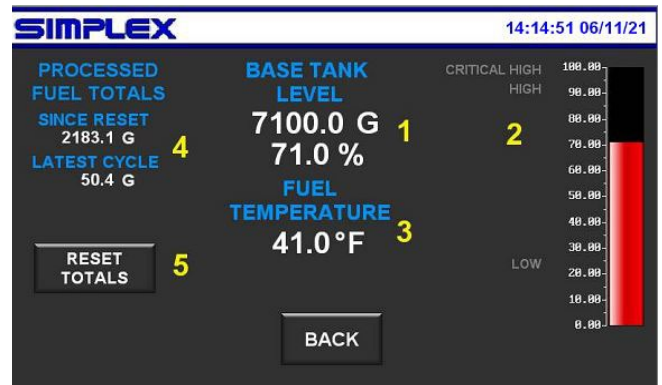 SIMPLEX
14:14:51 06/11/21
PROCESSED
FUEL TOTALS
SINCE RESET
2183.1 G
LATEST CYCLE
50.4 G
4
RESET
TOTALS
5
BASE TANK
LEVEL
7100.0 G
71.0 %
1
FUEL
TEMPERATURE
41.0°F
3
BACK
CRITICAL HIGH
HIGH
2
LOW
100.00
90.00
80.00
70.00
60.00
50.00
40.00
30.00
20.00
10.00
0.00